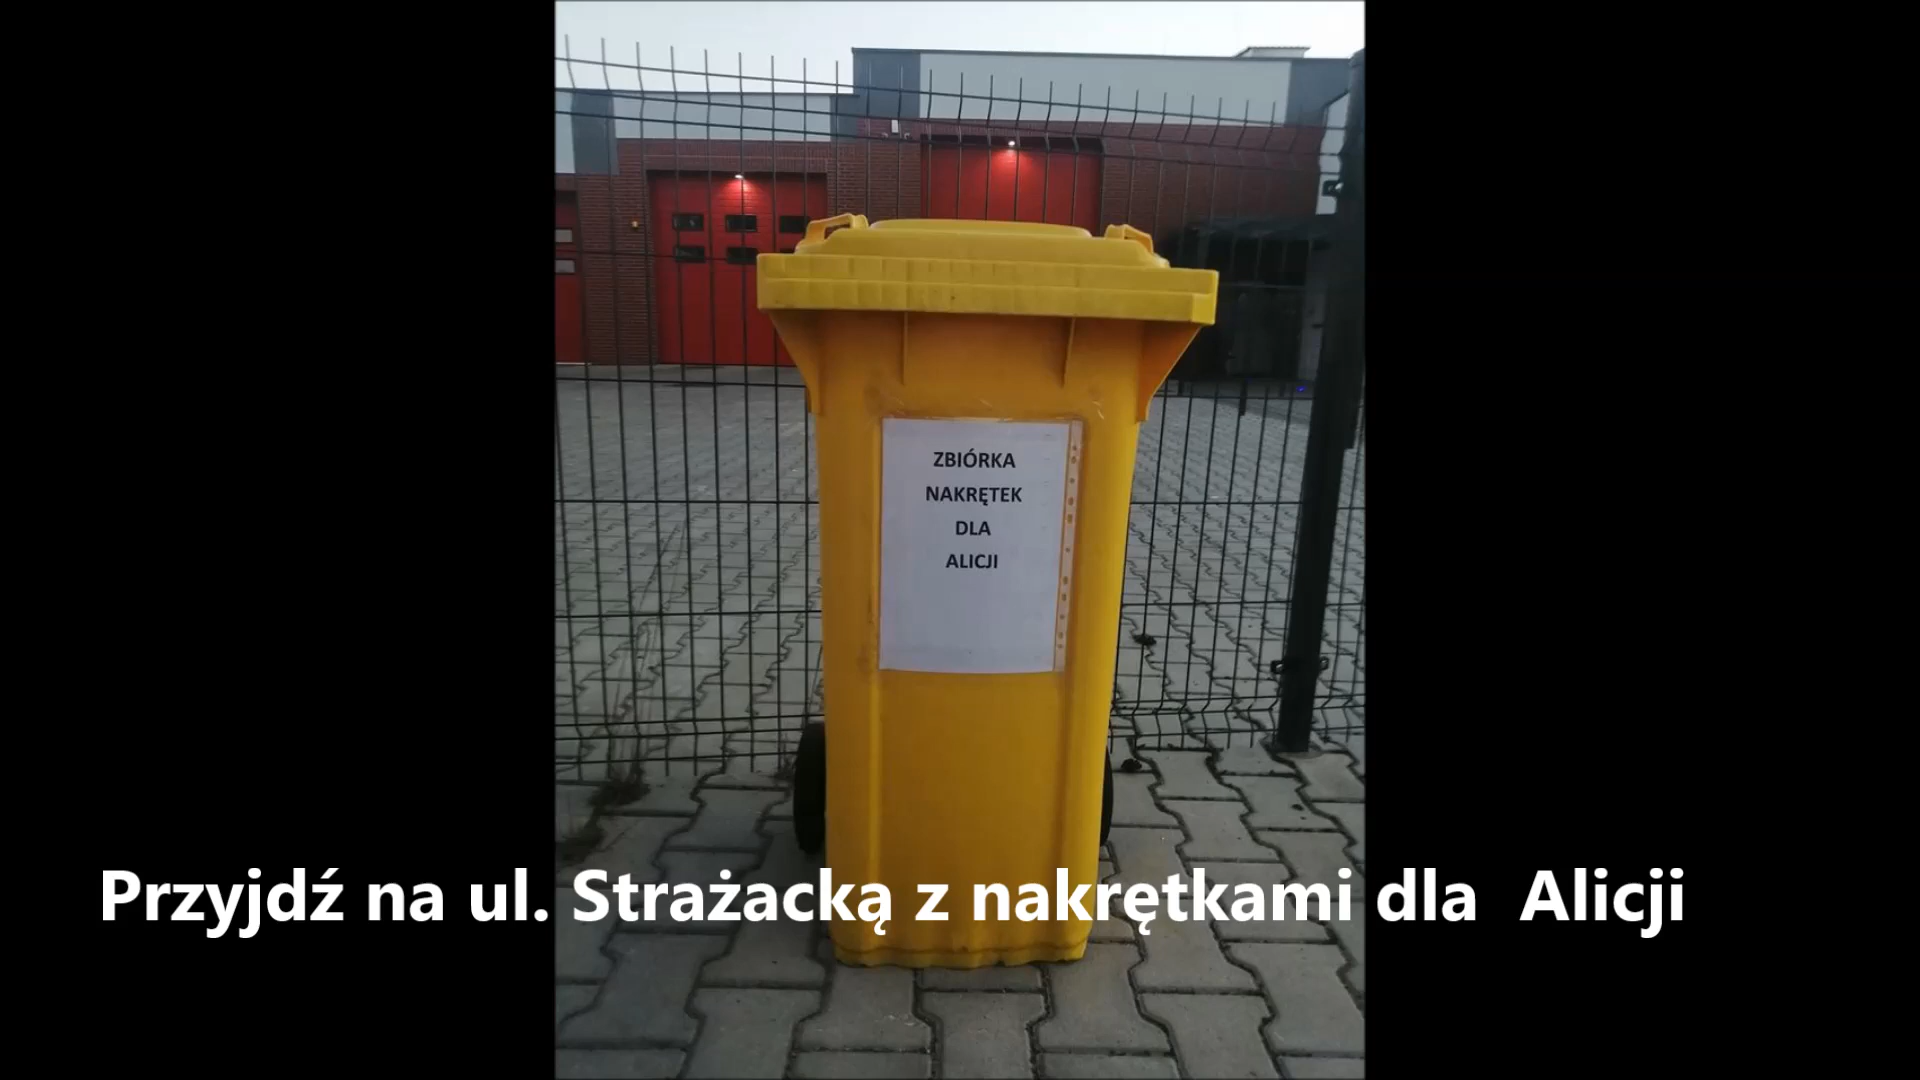 ZBIÓRKA
NAKRĘTEK
DLA
ALICJI
Przyjdź na ul. Strażacką z nakrętkami dla Alicji